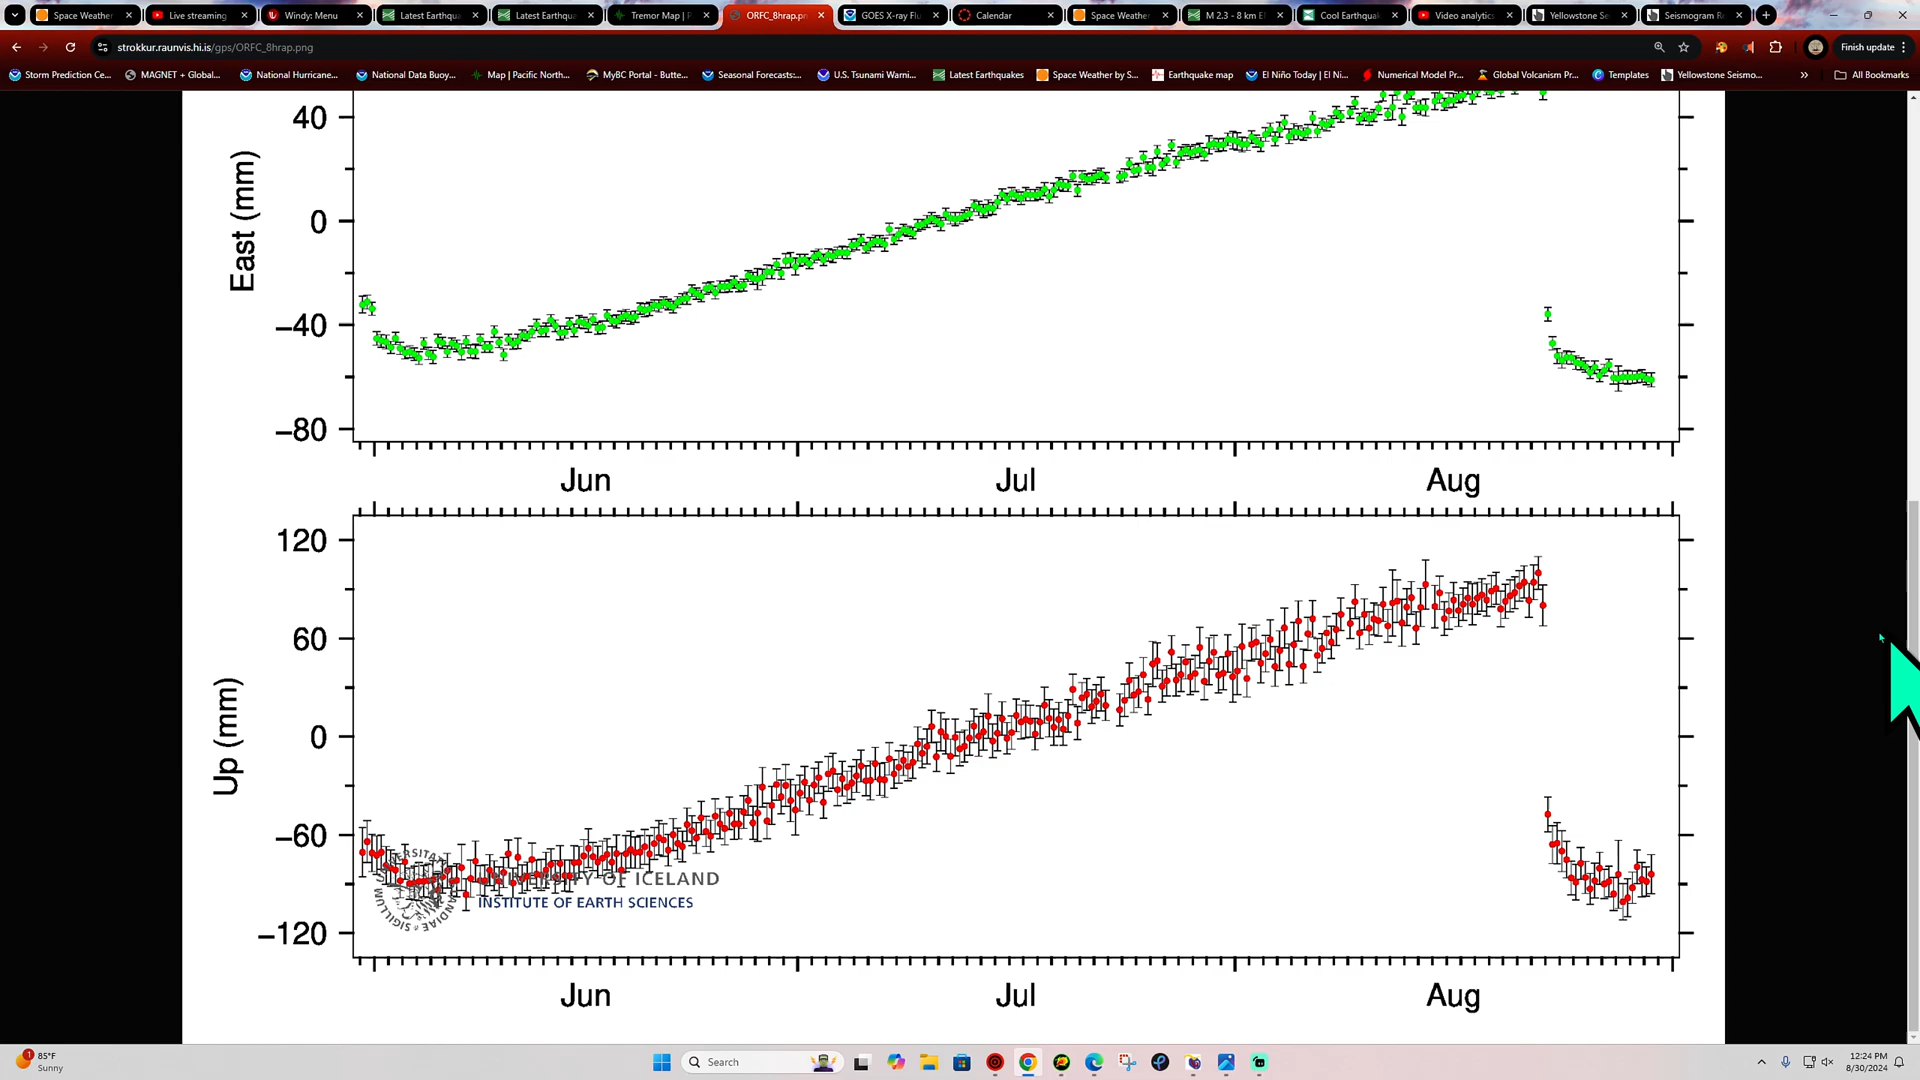 Space Weather
Live streaming
Windy: Menu
Latest Earthqu
Latest Earthqu
Tremor Map | P
ORFC_8hrap.pn
GOES X-ray Flu
Calendar
Space Weather
M 2.3 - 8 km E
Cool Earthquak
Video analytics
Yellowstone Se
Seismogram R
strokkur.raunvis.hi.is/gps/ORFC_8hrap.png
Finish update
Storm Prediction Ce...
MAGNET + Global...
National Hurricane...
National Data Buoy...
Map | Pacific North...
MyBC Portal - Butte...
Seasonal Forecasts:...
U.S. Tsunami Warni...
Latest Earthquakes
Space Weather by S...
Earthquake map
El Niño Today | El Ni...
Numerical Model Pr...
Global Volcanism Pr...
Templates
Yellowstone Seismo...
All Bookmarks
East (mm)
40
0
−40
−80
Jun Jul Aug
Up (mm)
120
60
0
−60
−120
UNIVERSITY OF ICELAND
INSTITUTE OF EARTH SCIENCES
Jun Jul Aug
1
85°F
Sunny
Search
12:24 PM
8/30/2024